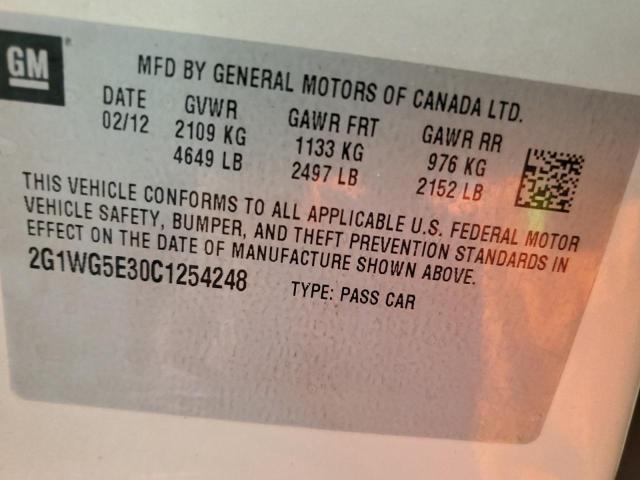 GM
MFD BY GENERAL MOTORS OF CANADA LTD.
DATE GVWR GAWR FRT GAWR RR
02/12 2109 KG 1133 KG 976 KG
4649 LB 2497 LB 2152 LB
THIS VEHICLE CONFORMS TO ALL APPLICABLE U.S. FEDERAL MOTOR
VEHICLE SAFETY, BUMPER, AND THEFT PREVENTION STANDARDS IN
EFFECT ON THE DATE OF MANUFACTURE SHOWN ABOVE.
2G1WG5E30C1254248 TYPE: PASS CAR